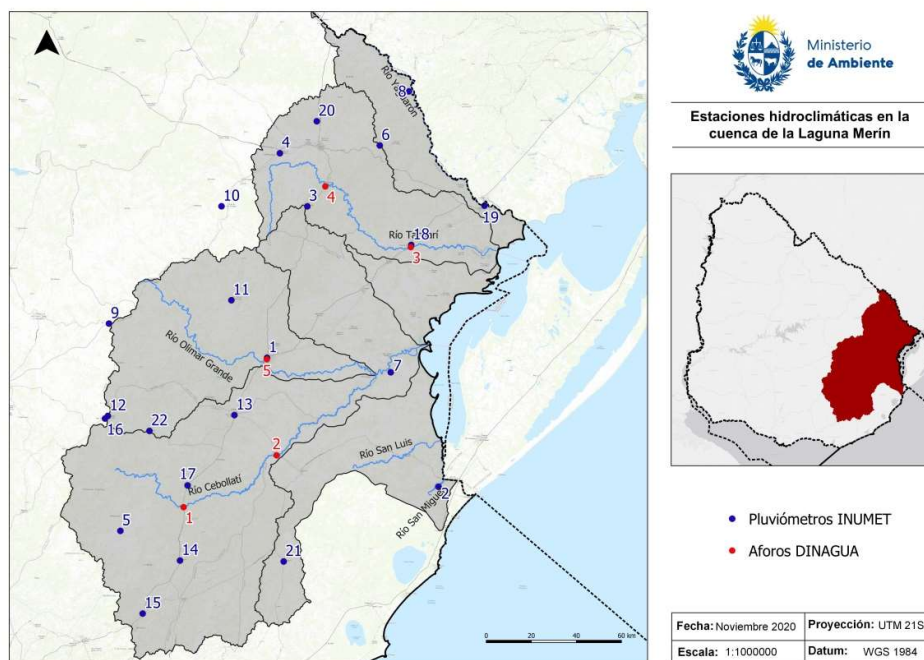 Ministerio
de Ambiente
Estaciones hidroclimáticas en la
cuenca de la Laguna Merín
8
Río Yaguarón
20
4
6
10
3
4
19
Río Tacuarí
18
3
11
9
1
5
Río Olimar Grande
7
12
16
22
13
2
Río San Luis
17
Río Cebollatí
1
2
Río San Miguel
5
14
21
15
0
20
40
60 km
Pluviómetros INUMET
Aforos DINAGUA
Fecha: Noviembre 2020
Proyección: UTM 21S
Escala: 1:1000000
Datum: WGS 1984